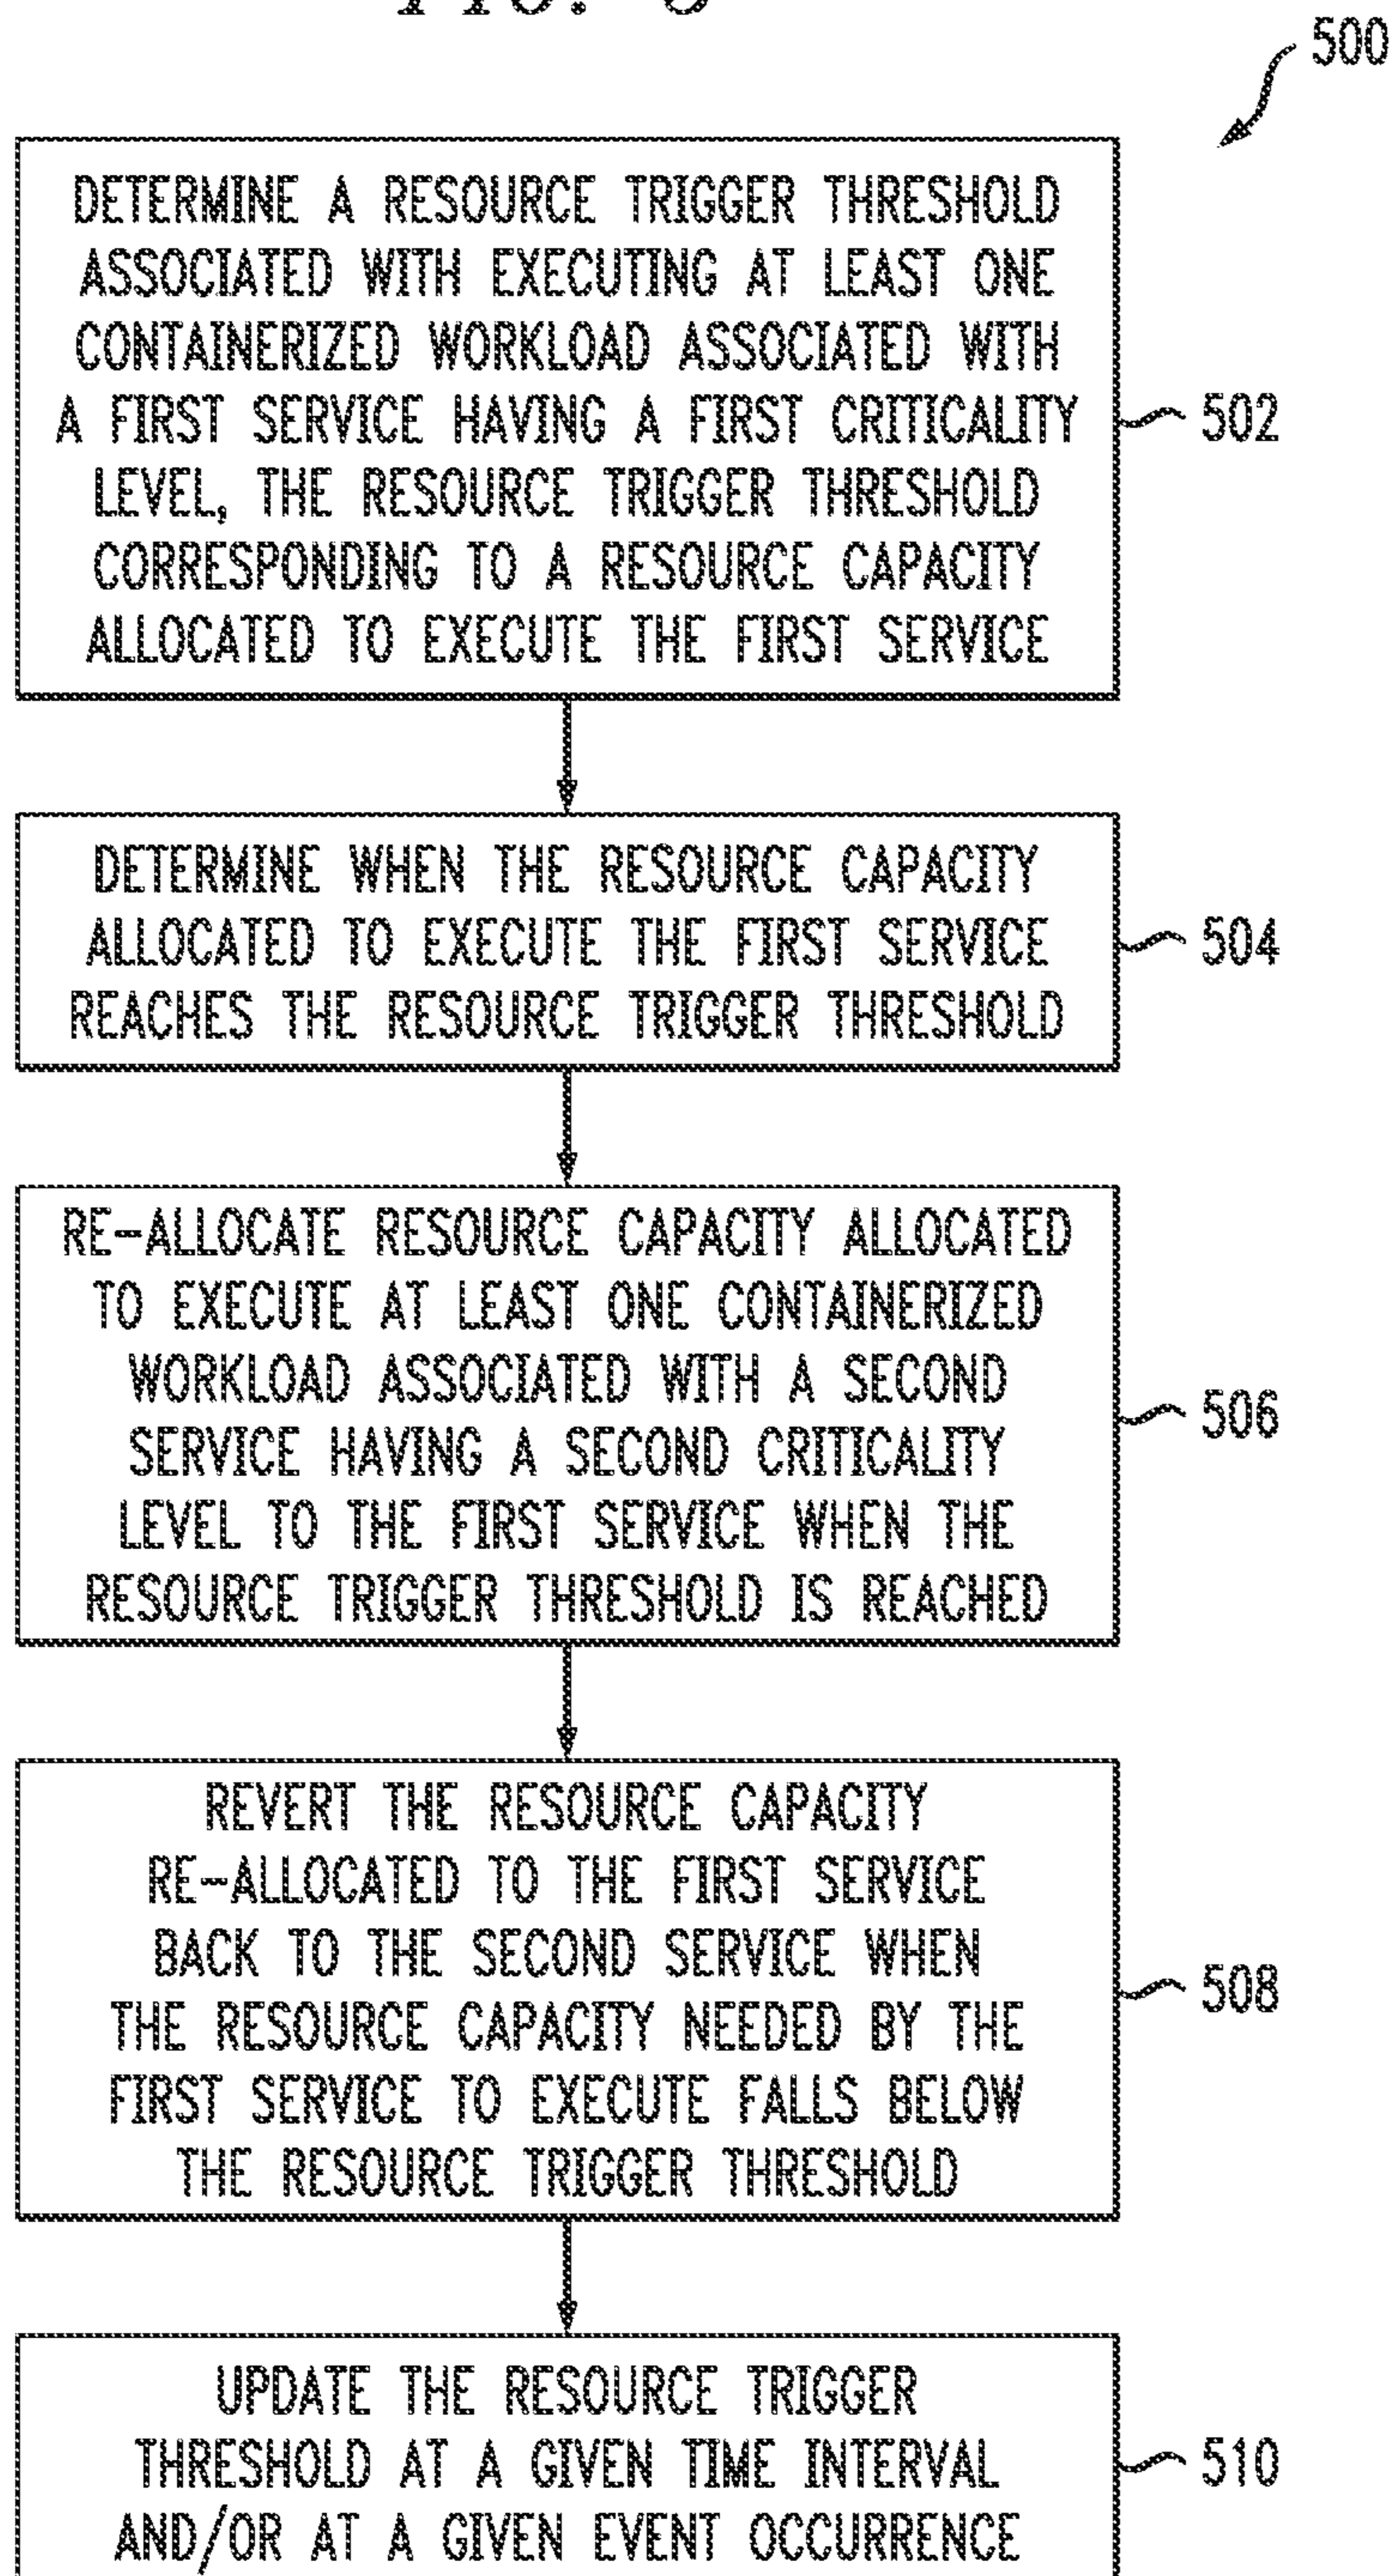 500
DETERMINE A RESOURCE TRIGGER THRESHOLD
ASSOCIATED WITH EXECUTING AT LEAST ONE
CONTAINERIZED WORKLOAD ASSOCIATED WITH
A FIRST SERVICE HAVING A FIRST CRITICALITY
LEVEL, THE RESOURCE TRIGGER THRESHOLD
CORRESPONDING TO A RESOURCE CAPACITY
ALLOCATED TO EXECUTE THE FIRST SERVICE
502
DETERMINE WHEN THE RESOURCE CAPACITY
ALLOCATED TO EXECUTE THE FIRST SERVICE
REACHES THE RESOURCE TRIGGER THRESHOLD
504
RE-ALLOCATE RESOURCE CAPACITY ALLOCATED
TO EXECUTE AT LEAST ONE CONTAINERIZED
WORKLOAD ASSOCIATED WITH A SECOND
SERVICE HAVING A SECOND CRITICALITY
LEVEL TO THE FIRST SERVICE WHEN THE
RESOURCE TRIGGER THRESHOLD IS REACHED
506
REVERT THE RESOURCE CAPACITY
RE-ALLOCATED TO THE FIRST SERVICE
BACK TO THE SECOND SERVICE WHEN
THE RESOURCE CAPACITY NEEDED BY THE
FIRST SERVICE TO EXECUTE FALLS BELOW
THE RESOURCE TRIGGER THRESHOLD
508
UPDATE THE RESOURCE TRIGGER
THRESHOLD AT A GIVEN TIME INTERVAL
AND/OR AT A GIVEN EVENT OCCURRENCE
510